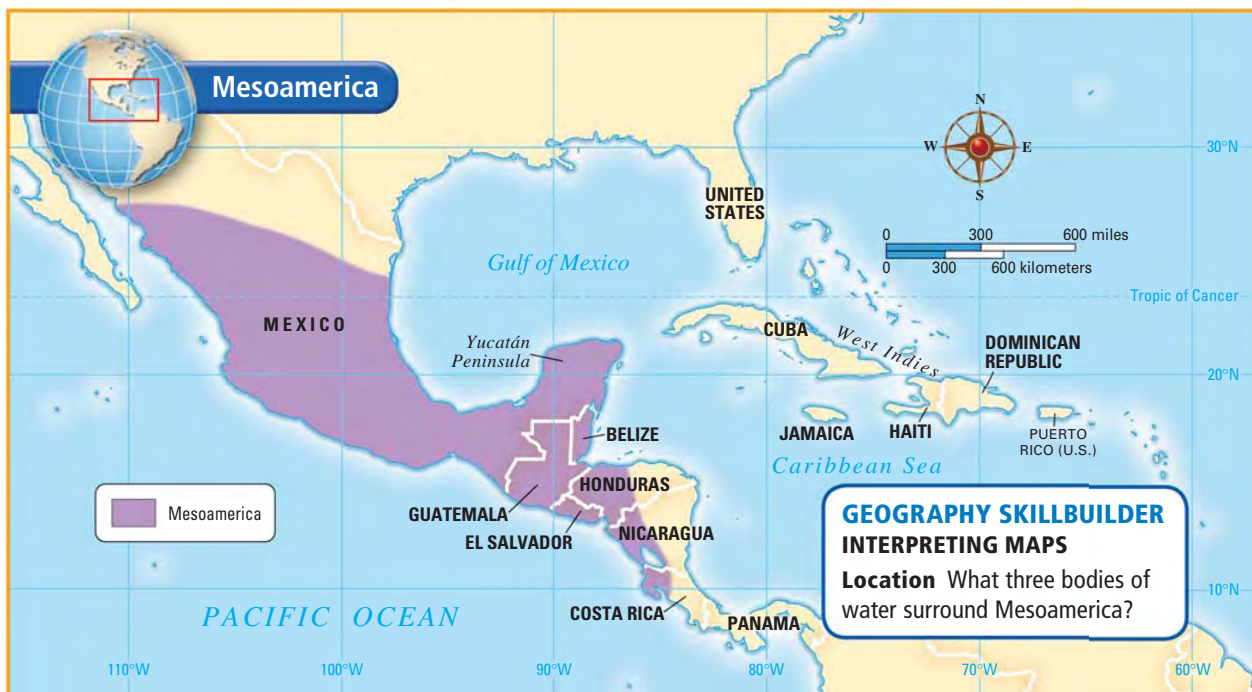 Mesoamerica
N
W E
S
30°N
UNITED
STATES
0 300 600 miles
0 300 600 kilometers
Gulf of Mexico
Tropic of Cancer
MEXICO
CUBA
West Indies
Yucatán
Peninsula
DOMINICAN
REPUBLIC
20°N
BELIZE
JAMAICA
HAITI
PUERTO
RICO (U.S.)
Caribbean Sea
HONDURAS
Mesoamerica
GUATEMALA
EL SALVADOR
NICARAGUA
GEOGRAPHY SKILLBUILDER
INTERPRETING MAPS
Location What three bodies of
water surround Mesoamerica?
10°N
PACIFIC OCEAN
COSTA RICA
PANAMA
110°W 100°W 90°W 80°W 70°W 60°W